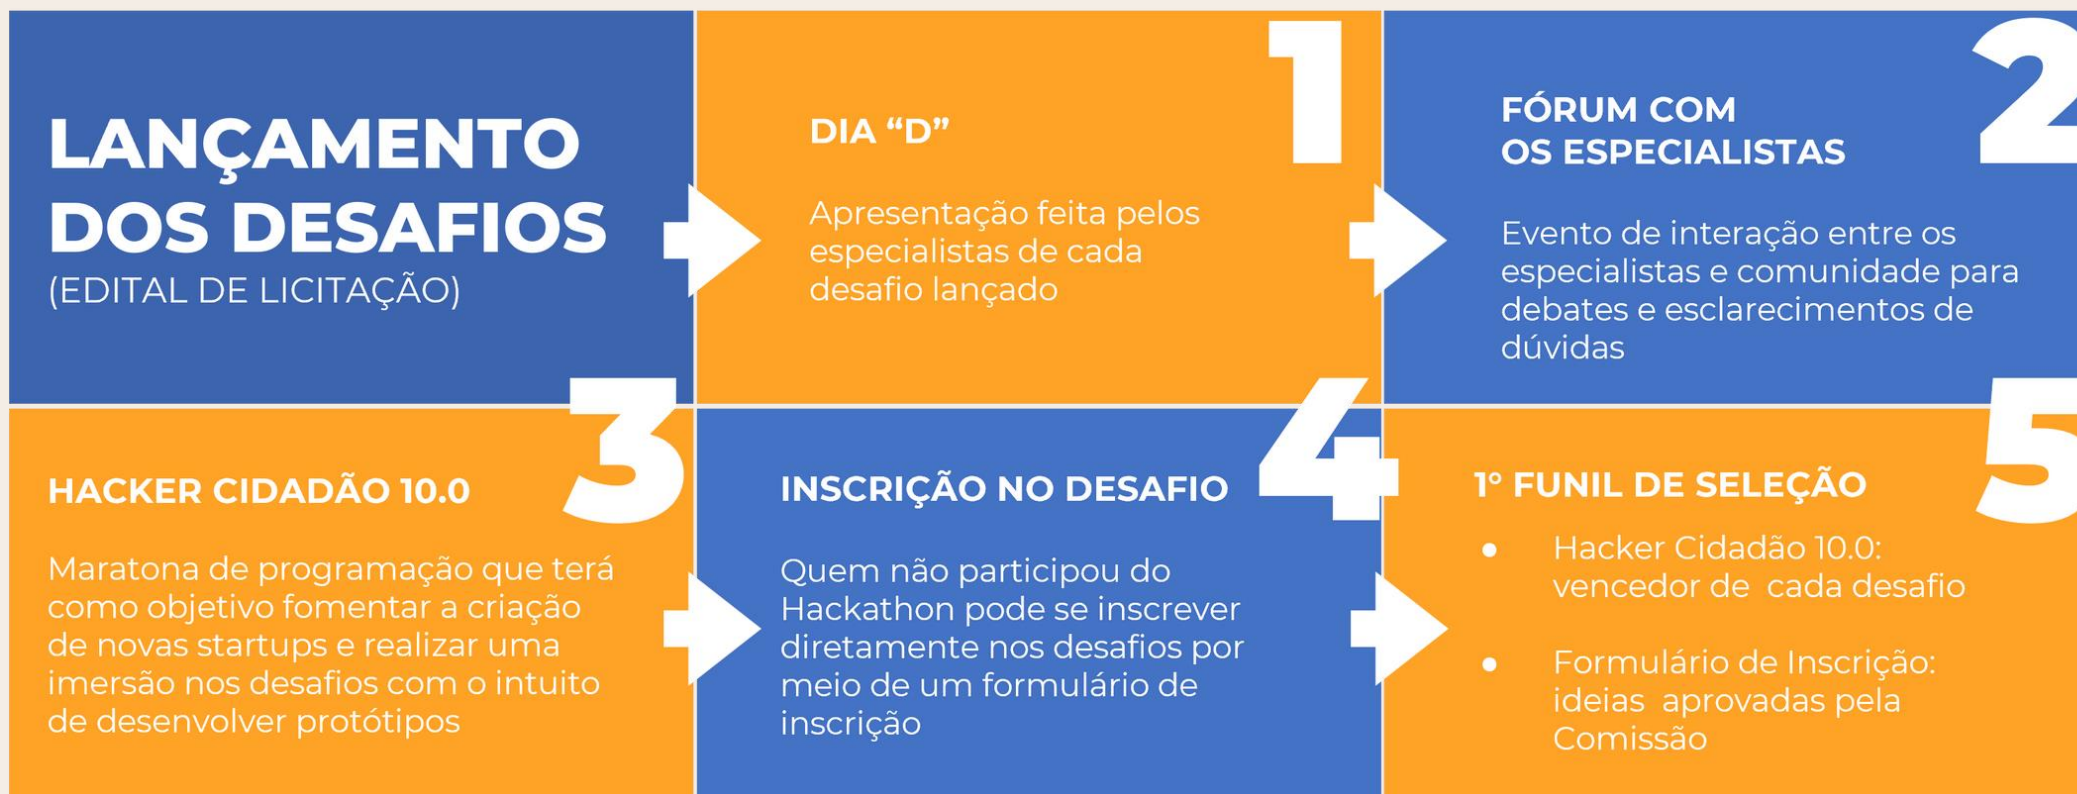 LANÇAMENTO
DOS DESAFIOS
(EDITAL DE LICITAÇÃO)
1
DIA “D”
Apresentação feita pelos
especialistas de cada
desafio lançado
2
FÓRUM COM
OS ESPECIALISTAS
Evento de interação entre os
especialistas e comunidade para
debates e esclarecimentos de
dúvidas
3
HACKER CIDADÃO 10.0
Maratona de programação que terá
como objetivo fomentar a criação
de novas startups e realizar uma
imersão nos desafios com o intuito
de desenvolver protótipos
4
INSCRIÇÃO NO DESAFIO
Quem não participou do
Hackathon pode se inscrever
diretamente nos desafios por
meio de um formulário de
inscrição
5
1º FUNIL DE SELEÇÃO
● Hacker Cidadão 10.0:
vencedor de cada desafio
● Formulário de Inscrição:
ideias aprovadas pela
Comissão